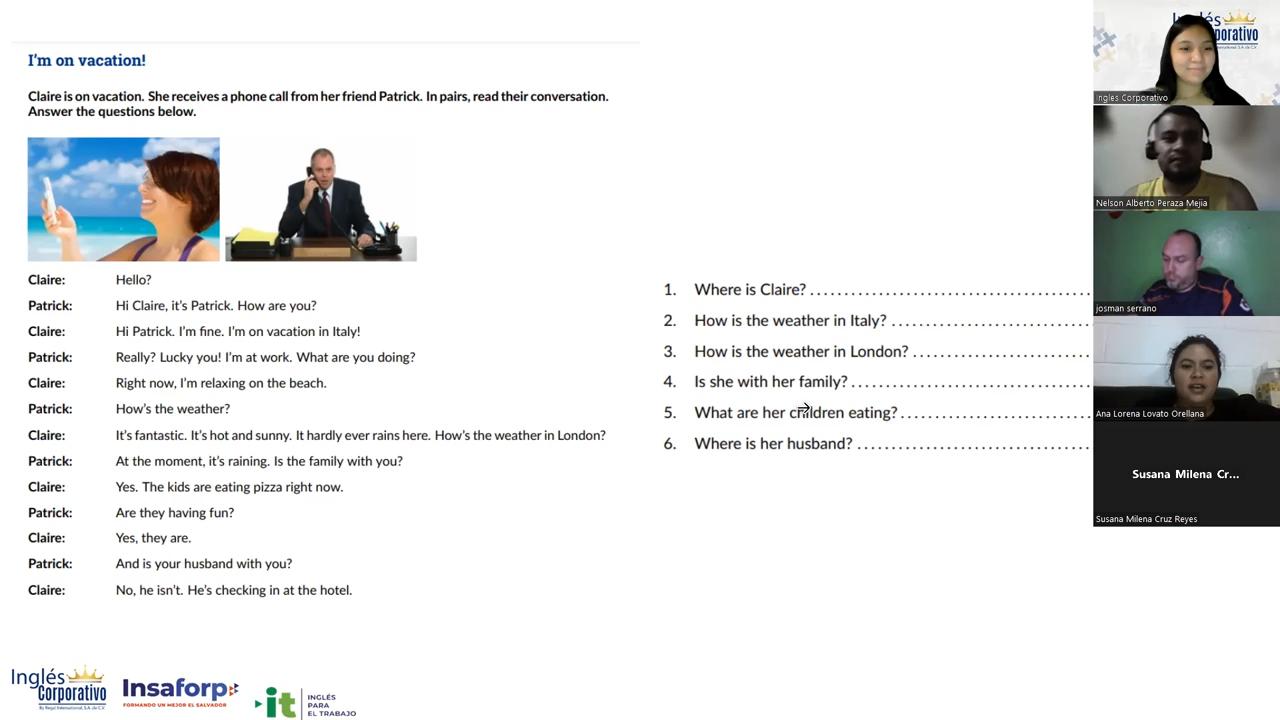 I'm on vacation!
Claire is on vacation. She receives a phone call from her friend Patrick. In pairs, read their conversation.
Answer the questions below.
Claire: Hello?
Patrick: Hi Claire, it's Patrick. How are you?
Claire: Hi Patrick. I'm fine. I'm on vacation in Italy!
Patrick: Really? Lucky you! I'm at work. What are you doing?
Claire: Right now, I'm relaxing on the beach.
Patrick: How's the weather?
Claire: It's fantastic. It's hot and sunny. It hardly ever rains here. How's the weather in London?
Patrick: At the moment, it's raining. Is the family with you?
Claire: Yes. The kids are eating pizza right now.
Patrick: Are they having fun?
Claire: Yes, they are.
Patrick: And is your husband with you?
Claire: No, he isn't. He's checking in at the hotel.
1. Where is Claire?
2. How is the weather in Italy?
3. How is the weather in London?
4. Is she with her family?
5. What are her children eating?
6. Where is her husband?
Inglés
Corporativo
By Regal International, S.A. de C.V.
Insaforp
FORMANDO UN MEJOR EL SALVADOR
it
INGLÉS
PARA
EL TRABAJO
Inglés Corporativo
Nelson Alberto Peraza Mejia
josman serrano
Ana Lorena Lovato Orellana
Susana Milena Cr...
Susana Milena Cruz Reyes